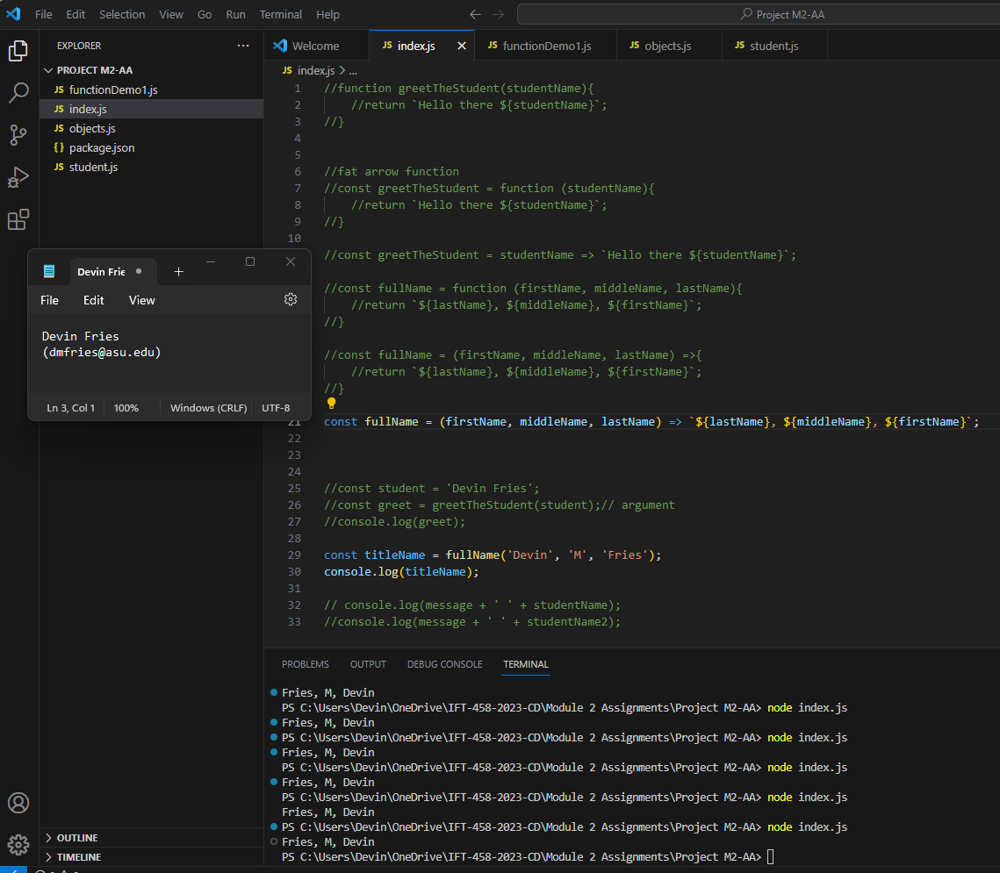 File Edit Selection View Go Run Terminal Help
Project M2-AA
EXPLORER
PROJECT M2-AA
JS functionDemo1.js
JS index.js
JS objects.js
{} package.json
JS student.js
Welcome
JS index.js
JS functionDemo1.js
JS objects.js
JS student.js
JS index.js > ...
1 //function greetTheStudent(studentName){
2 //return `Hello there ${studentName}`;
3 //}
4
5
6 //fat arrow function
7 //const greetTheStudent = function (studentName){
8 //return `Hello there ${studentName}`;
9 //}
10
//const greetTheStudent = studentName => `Hello there ${studentName}`;
//const fullName = function (firstName, middleName, lastName){
//return `${lastName}, ${middleName}, ${firstName}`;
//}
//const fullName = (firstName, middleName, lastName) =>{
//return `${lastName}, ${middleName}, ${firstName}`;
//}
21 const fullName = (firstName, middleName, lastName) => `${lastName}, ${middleName}, ${firstName}`;
22
23
24
25 //const student = 'Devin Fries';
26 //const greet = greetTheStudent(student);// argument
27 //console.log(greet);
28
29 const titleName = fullName('Devin', 'M', 'Fries');
30 console.log(titleName);
31
32 // console.log(message + ' ' + studentName);
33 //console.log(message + ' ' + studentName2);
Devin Frie
File Edit View
Devin Fries
(dmfries@asu.edu)
Ln 3, Col 1 100% Windows (CRLF) UTF-8
PROBLEMS OUTPUT DEBUG CONSOLE TERMINAL
Fries, M, Devin
PS C:\Users\Devin\OneDrive\IFT-458-2023-CD\Module 2 Assignments\Project M2-AA> node index.js
Fries, M, Devin
PS C:\Users\Devin\OneDrive\IFT-458-2023-CD\Module 2 Assignments\Project M2-AA> node index.js
Fries, M, Devin
PS C:\Users\Devin\OneDrive\IFT-458-2023-CD\Module 2 Assignments\Project M2-AA> node index.js
Fries, M, Devin
PS C:\Users\Devin\OneDrive\IFT-458-2023-CD\Module 2 Assignments\Project M2-AA> node index.js
Fries, M, Devin
PS C:\Users\Devin\OneDrive\IFT-458-2023-CD\Module 2 Assignments\Project M2-AA> node index.js
Fries, M, Devin
PS C:\Users\Devin\OneDrive\IFT-458-2023-CD\Module 2 Assignments\Project M2-AA>
OUTLINE
TIMELINE